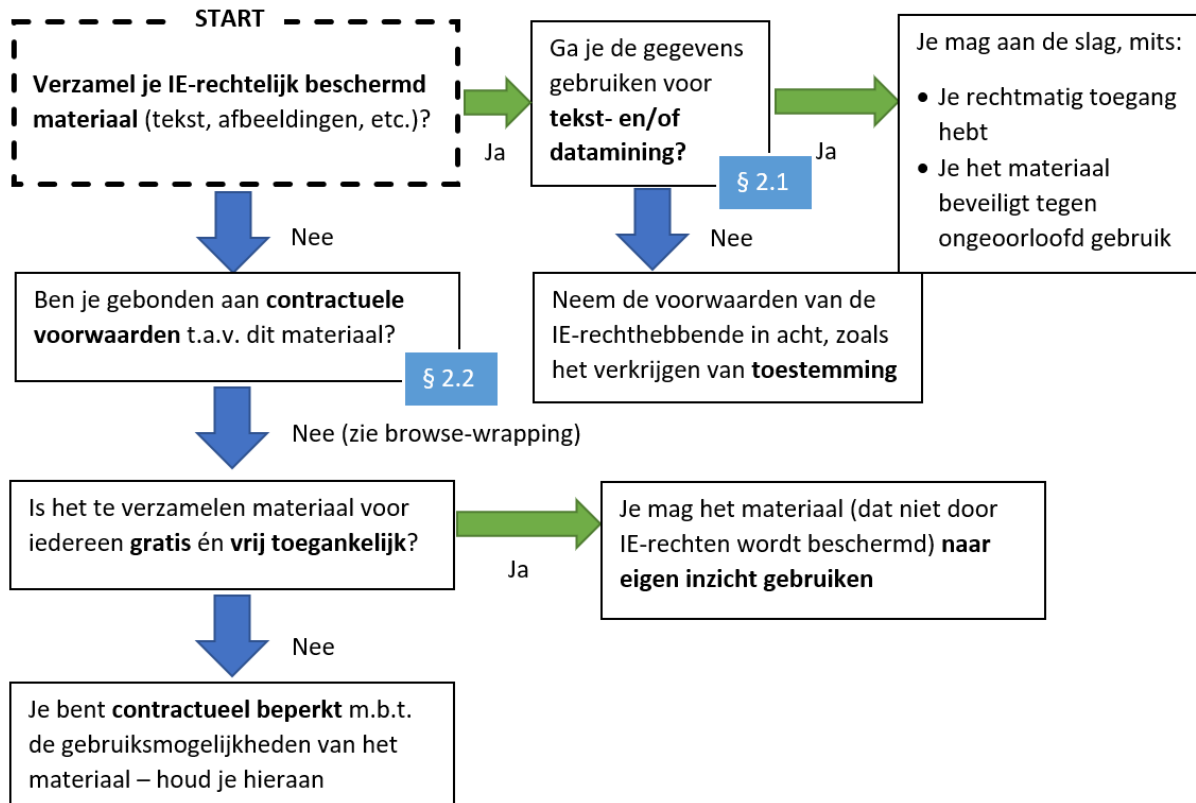 START
Verzamel je IE-rechtelijk beschermd
materiaal (tekst, afbeeldingen, etc.)?
Ja
Ga je de gegevens
gebruiken voor
tekst- en/of
datamining?
§ 2.1
Ja
Je mag aan de slag, mits:
• Je rechtmatig toegang
hebt
• Je het materiaal
beveiligt tegen
ongeoorloofd gebruik
Nee
Nee
Ben je gebonden aan contractuele
voorwaarden t.a.v. dit materiaal?
§ 2.2
Neem de voorwaarden van de
IE-rechthebbende in acht, zoals
het verkrijgen van toestemming
Nee (zie browse-wrapping)
Is het te verzamelen materiaal voor
iedereen gratis én vrij toegankelijk?
Ja
Je mag het materiaal (dat niet door
IE-rechten wordt beschermd) naar
eigen inzicht gebruiken
Nee
Je bent contractueel beperkt m.b.t.
de gebruiksmogelijkheden van het
materiaal – houd je hieraan